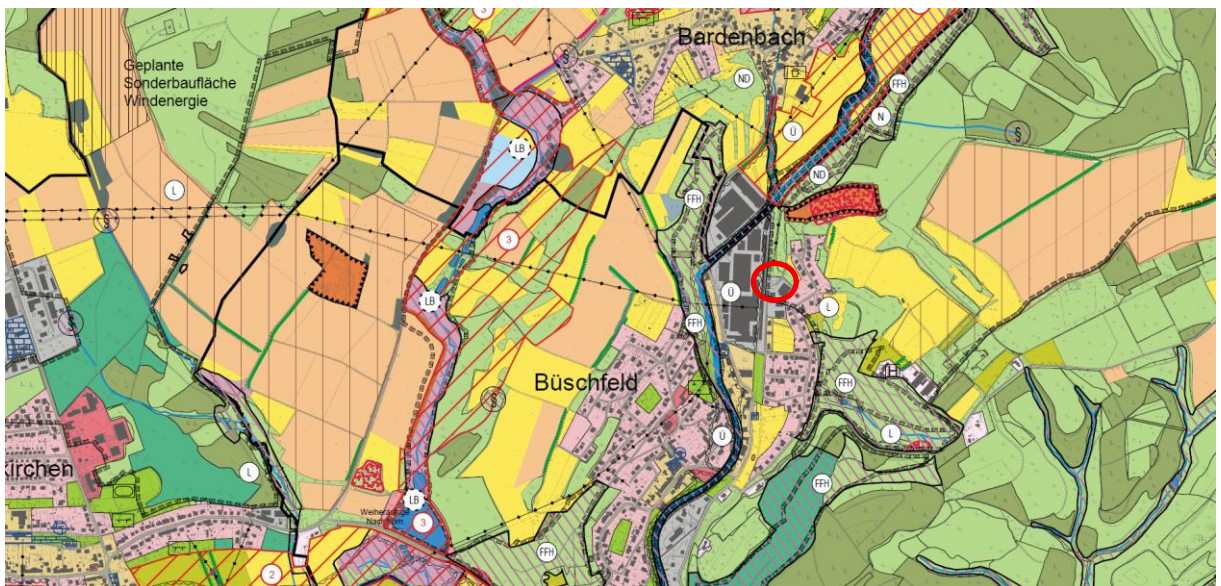 3
Bardenbach
§
Geplante
Sonderbaufläche
Windenergie
ND
FFH
N
Ü
§
LB
ND
L
FFH
§
3
LB
Ü
L
FFH
§
Büschfeld
H
FFH
§
kirchen
Ü
L
L
FFH
LB
3
FFH
2